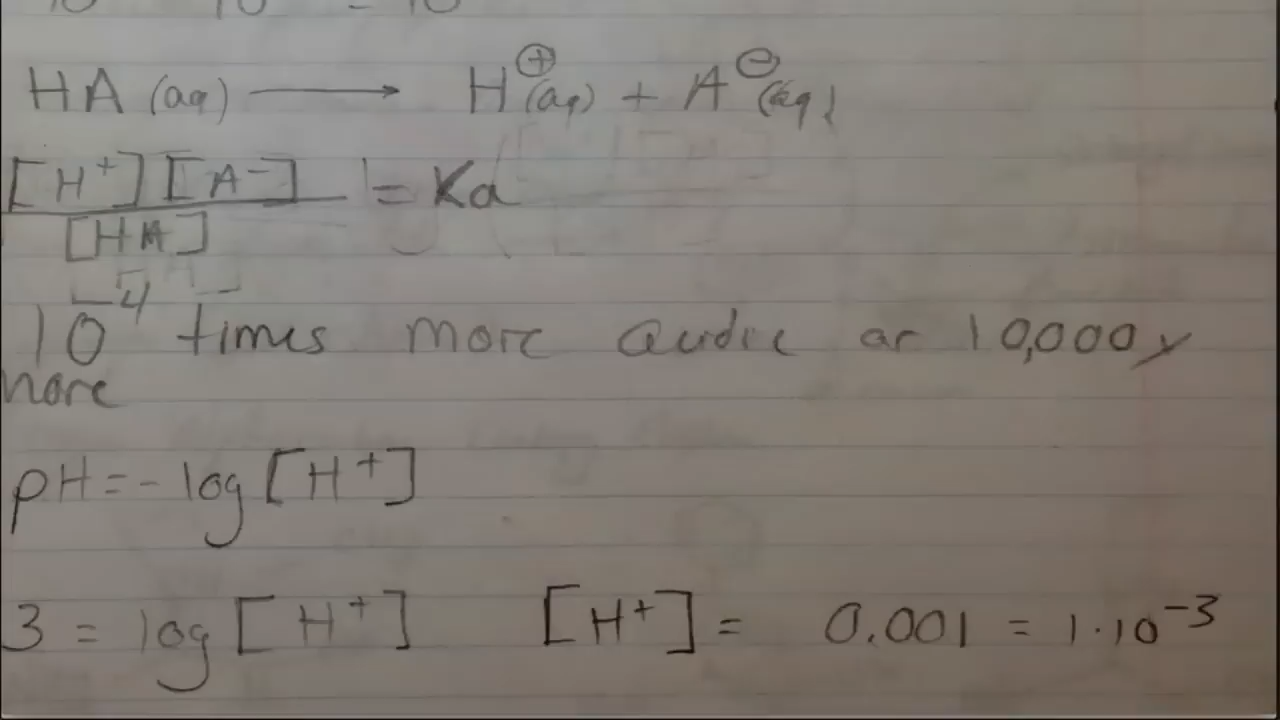 HA (aq) ⟶ H⊕(aq) + A⊖(aq)
[H⁺][A⁻] = Ka
[HA]
10⁻⁴ times more acidic or 10,000x
more
pH = - log [H⁺]
3 = log [H⁺] [H⁺] = 0.001 = 1·10⁻³